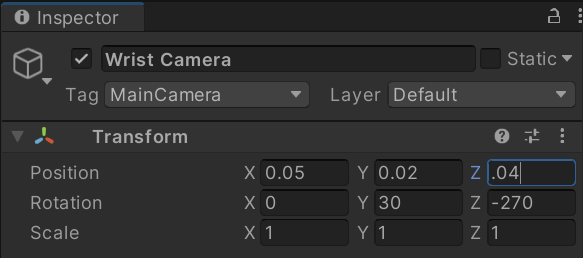 Inspector
Wrist Camera Static
Tag MainCamera Layer Default
Transform
Position X 0.05 Y 0.02 Z .04
Rotation X 0 Y 30 Z -270
Scale X 1 Y 1 Z 1